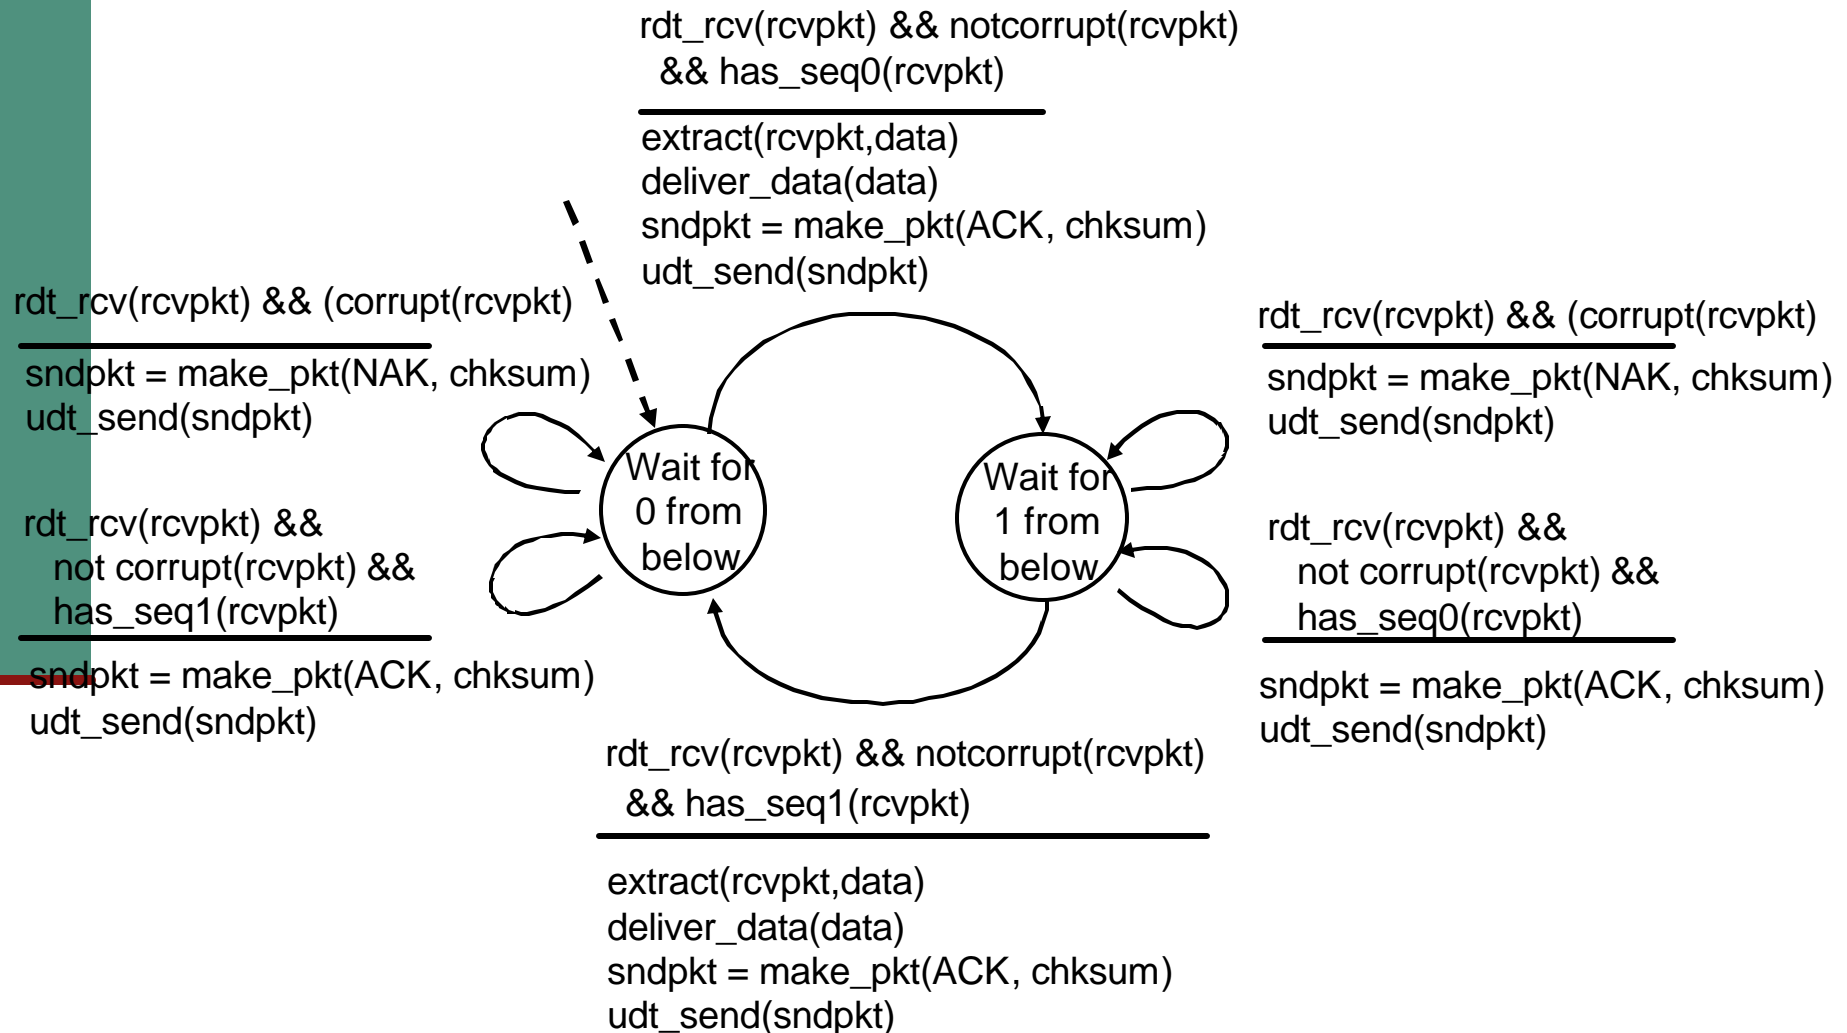 rdt_rcv(rcvpkt) && notcorrupt(rcvpkt)
&& has_seq0(rcvpkt)
extract(rcvpkt,data)
deliver_data(data)
sndpkt = make_pkt(ACK, chksum)
udt_send(sndpkt)
rdt_rcv(rcvpkt) && (corrupt(rcvpkt)
sndpkt = make_pkt(NAK, chksum)
udt_send(sndpkt)
rdt_rcv(rcvpkt) &&
not corrupt(rcvpkt) &&
has_seq1(rcvpkt)
sndpkt = make_pkt(ACK, chksum)
udt_send(sndpkt)
Wait for
0 from
below
Wait for
1 from
below
rdt_rcv(rcvpkt) && (corrupt(rcvpkt)
sndpkt = make_pkt(NAK, chksum)
udt_send(sndpkt)
rdt_rcv(rcvpkt) &&
not corrupt(rcvpkt) &&
has_seq0(rcvpkt)
sndpkt = make_pkt(ACK, chksum)
udt_send(sndpkt)
rdt_rcv(rcvpkt) && notcorrupt(rcvpkt)
&& has_seq1(rcvpkt)
extract(rcvpkt,data)
deliver_data(data)
sndpkt = make_pkt(ACK, chksum)
udt_send(sndpkt)